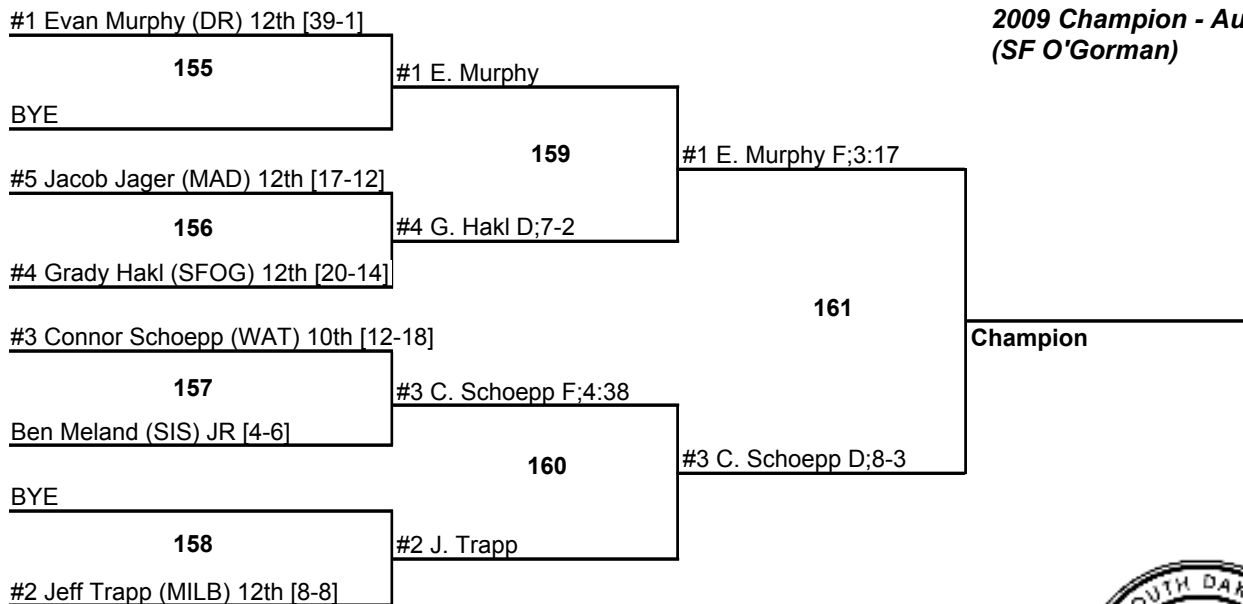 #1 Evan Murphy (DR) 12th [39-1]
2009 Champion -
(SF O'Gorman)
155
#1 E. Murphy
BYE
159
#1 E. Murphy F;3:17
#5 Jacob Jager (MAD) 12th [17-12]
156
#4 G. Hakl D;7-2
#4 Grady Hakl (SFOG) 12th [20-14]
161
Champion
#3 Connor Schoepp (WAT) 10th [12-18]
157
#3 C. Schoepp F;4:38
Ben Meland (SIS) JR [4-6]
160
#3 C. Schoepp D;8-3
BYE
158
#2 J. Trapp
#2 Jeff Trapp (MILB) 12th [8-8]